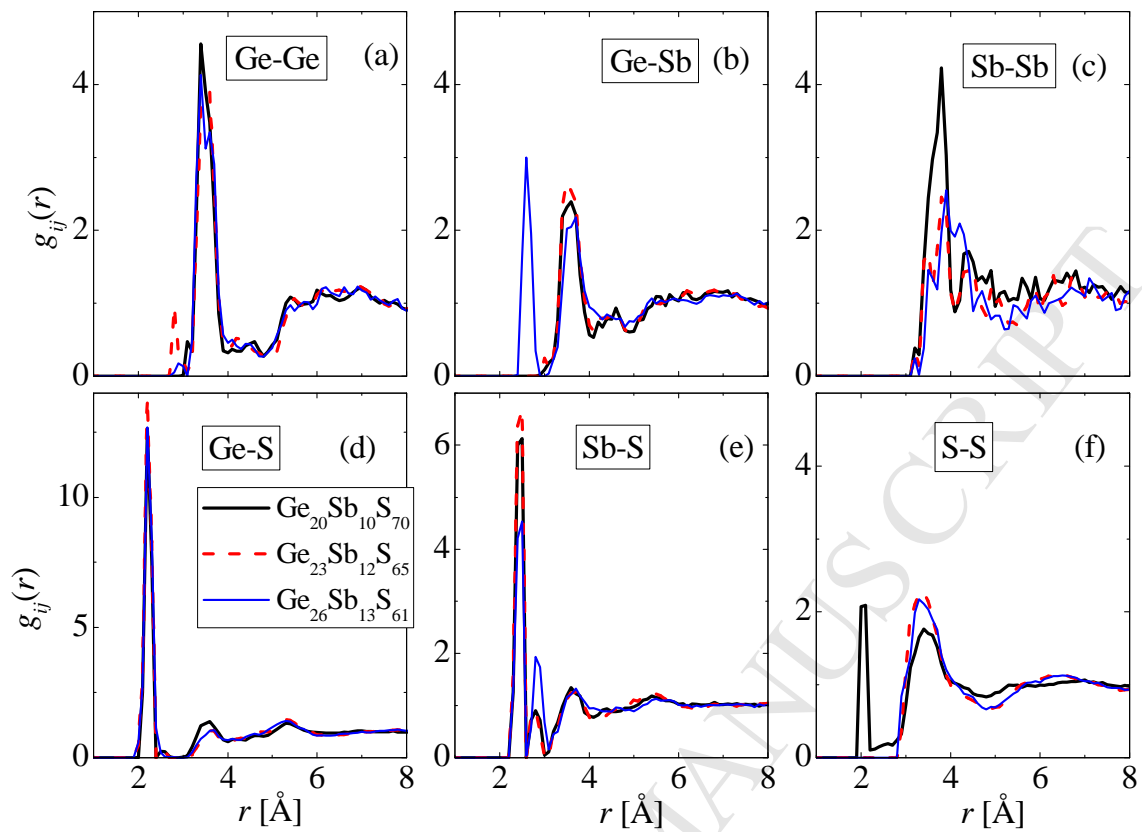 Ge-Ge (a)
Ge-Sb (b)
Sb-Sb (c)
4
2
0
g_ij(r)
4
2
0
4
2
0
Ge-S (d)
Sb-S (e)
S-S (f)
Ge20Sb10S70
Ge23Sb12S65
Ge26Sb13S61
10
5
0
g_ij(r)
6
4
2
0
4
2
0
2 4 6 8
r [Å]
2 4 6 8
r [Å]
2 4 6 8
r [Å]
MANUSCRIPT